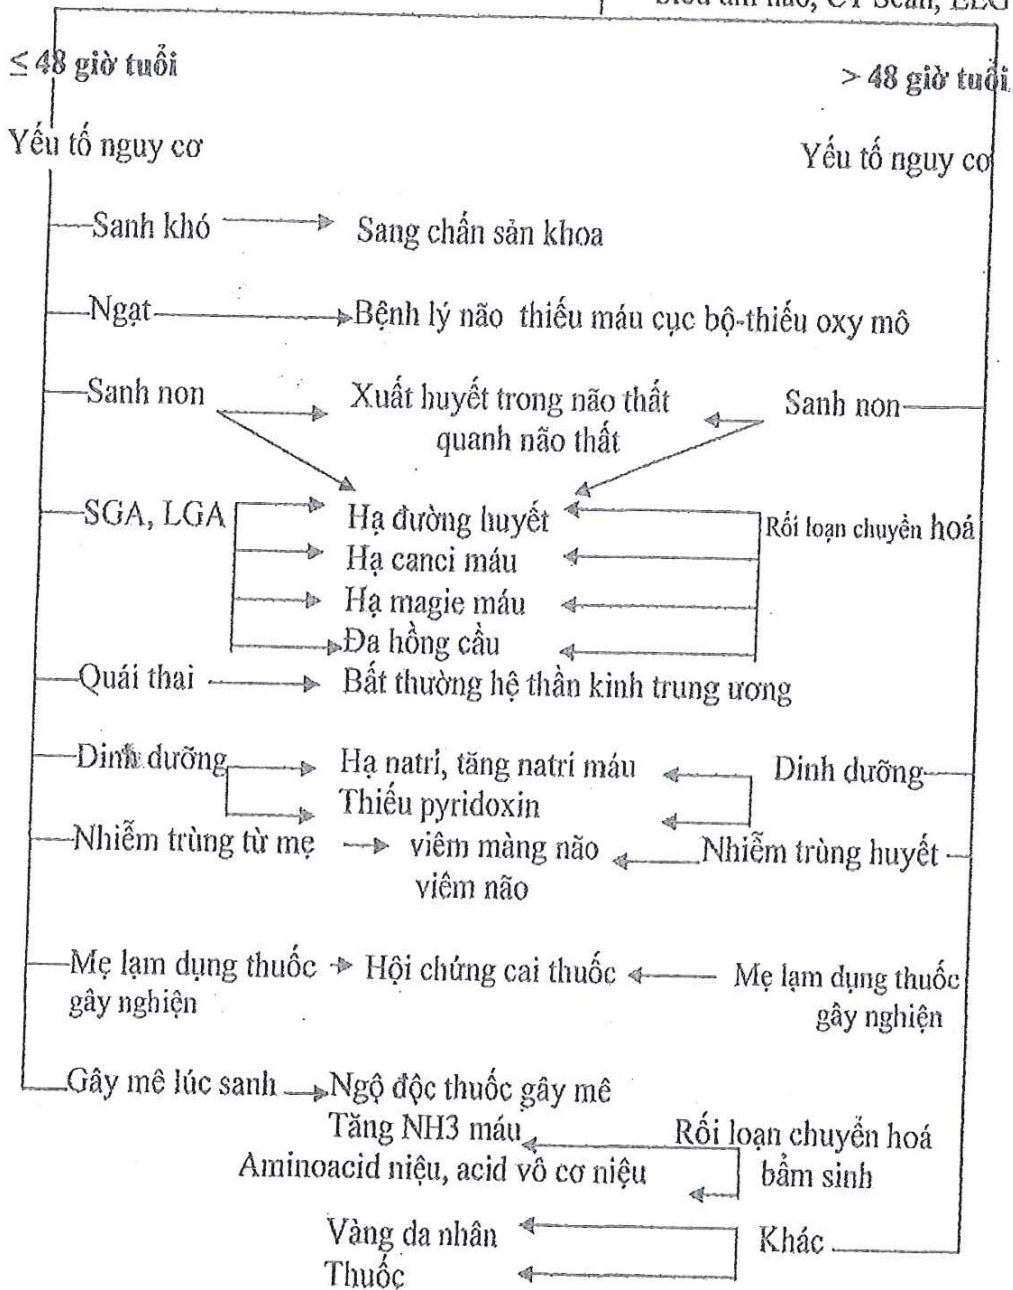 CT Scan, EEG
≤ 48 giờ tuổi
> 48 giờ tuổi
Yếu tố nguy cơ
Yếu tố nguy cơ
Sanh khó
Sang chấn sản khoa
Ngạt
Bệnh lý não thiếu máu cục bộ-thiếu oxy mô
Sanh non
Xuất huyết trong não thất
quanh não thất
Sanh non
SGA, LGA
Hạ đường huyết
Rối loạn chuyển hoá
Hạ canci máu
Hạ magie máu
Đa hồng cầu
Quái thai
Bất thường hệ thần kinh trung ương
Dinh dưỡng
Hạ natri, tăng natri máu
Dinh dưỡng
Thiếu pyridoxin
Nhiễm trùng từ mẹ
viêm màng não
Nhiễm trùng huyết
viêm não
Mẹ lạm dụng thuốc
gây nghiện
Hội chứng cai thuốc
Mẹ lạm dụng thuốc
gây nghiện
Gây mê lúc sanh
Ngộ độc thuốc gây mê
Tăng NH3 máu
Rối loạn chuyển hoá
bẩm sinh
Aminoacid niệu, acid vô cơ niệu
Vàng da nhân
Khác
Thuốc